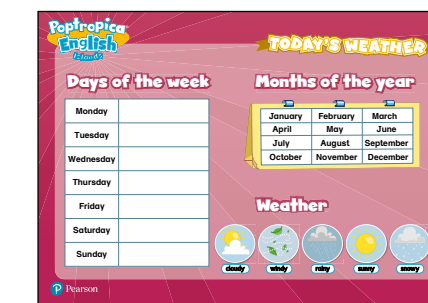 Poptropica
English
Islands
TODAY'S WEATHER
Days of the week
Monday
Tuesday
Wednesday
Thursday
Friday
Saturday
Sunday
Months of the year
January February March
April May June
July August September
October November December
Weather
cloudy windy rainy sunny snowy
Pearson